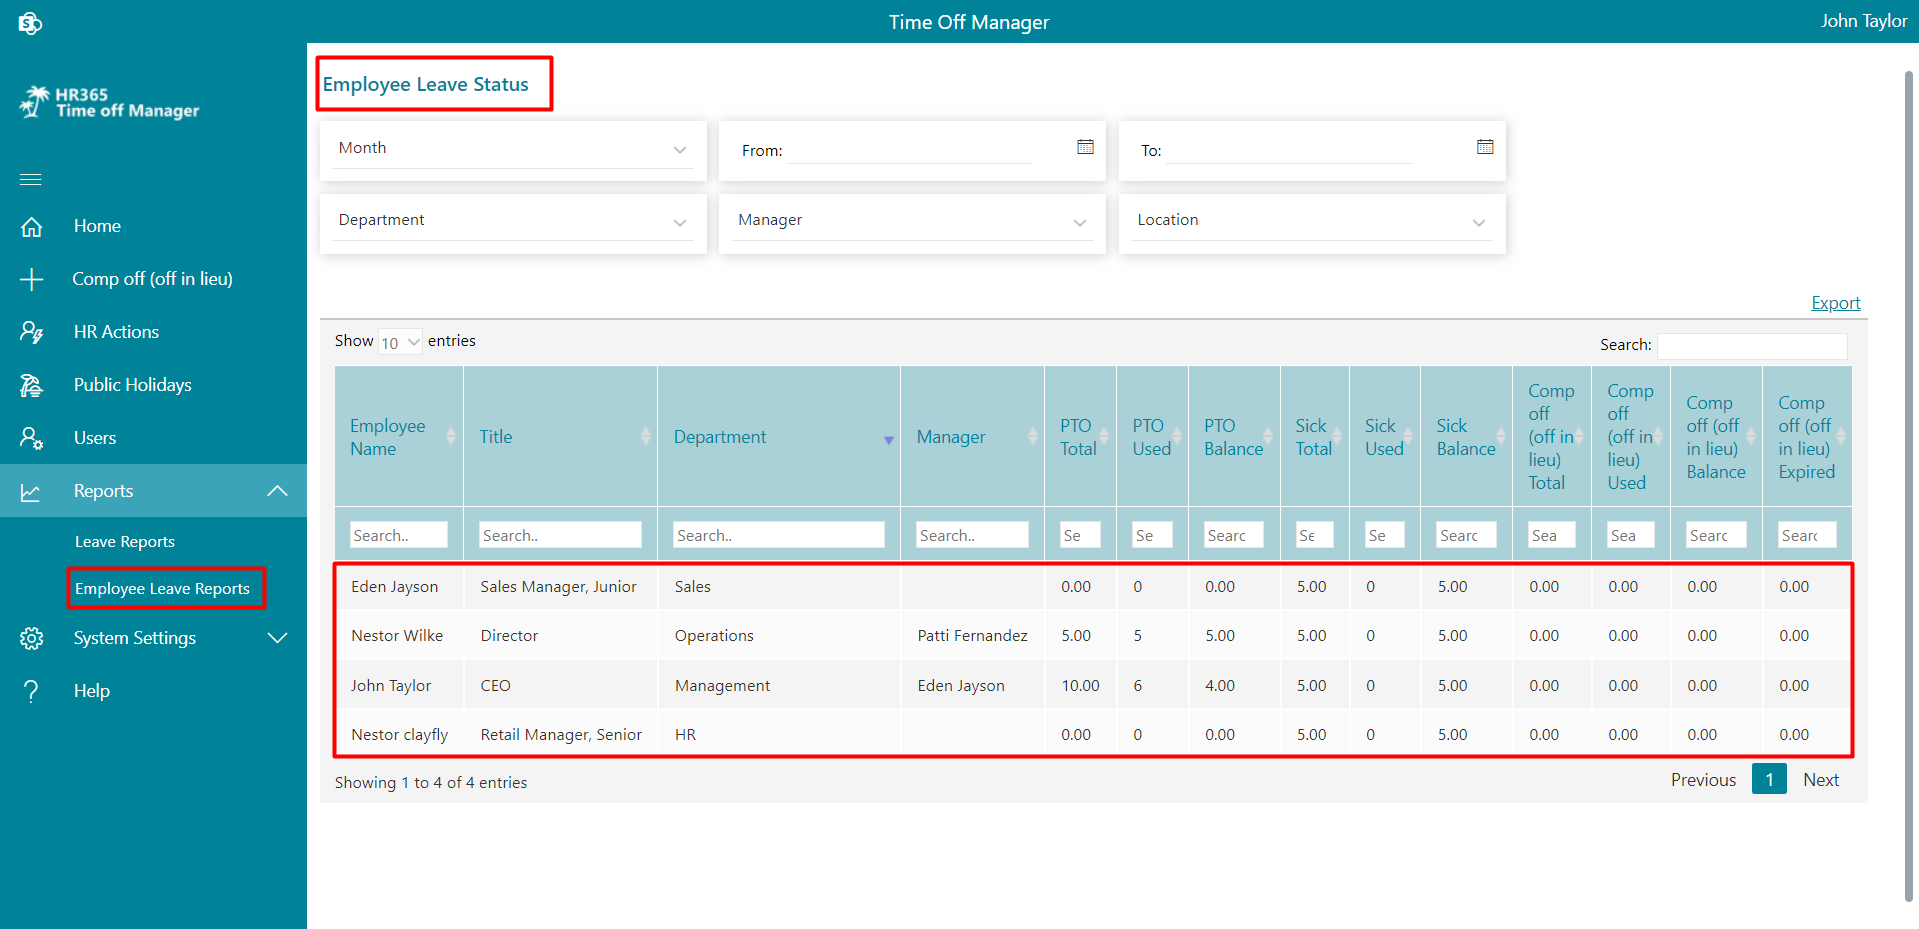 Time Off Manager
John Taylor
HR365
Time off Manager
Home
Comp off (off in lieu)
HR Actions
Public Holidays
Users
Reports
Leave Reports
Employee Leave Reports
System Settings
Help
Employee Leave Status
Month
From:
To:
Department
Manager
Location
Export
Show 10 entries
Search:
Employee Name
Title
Department
Manager
PTO Total
PTO Used
PTO Balance
Sick Total
Sick Used
Sick Balance
Comp off (off in lieu) Total
Comp off (off in lieu) Used
Comp off (off in lieu) Balance
Comp off (off in lieu) Expired
Search.. Search.. Search.. Search.. Se Se Searc Se Se Searc Sea Sea Searc Searc
Eden Jayson Sales Manager, Junior Sales 0.00 0 0.00 5.00 0 5.00 0.00 0.00 0.00 0.00
Nestor Wilke Director Operations Patti Fernandez 5.00 5 5.00 5.00 0 5.00 0.00 0.00 0.00 0.00
John Taylor CEO Management Eden Jayson 10.00 6 4.00 5.00 0 5.00 0.00 0.00 0.00 0.00
Nestor clayfly Retail Manager, Senior HR 0.00 0 0.00 5.00 0 5.00 0.00 0.00 0.00 0.00
Showing 1 to 4 of 4 entries
Previous 1 Next